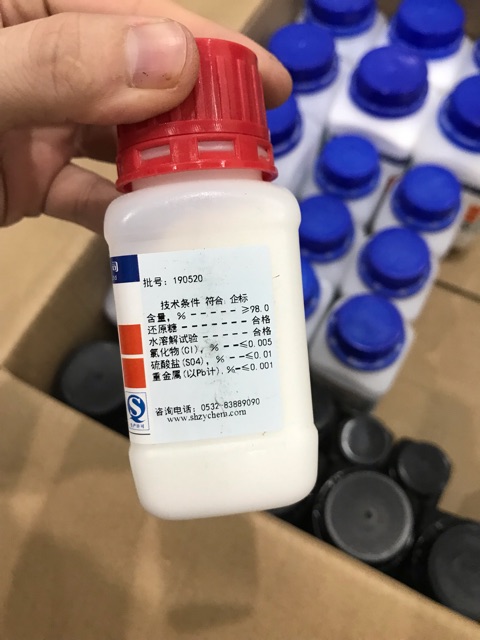 司
批号: 190520
技术条件 符合: 企标
含量, % ------ ≥98.0
还原糖 -------- 合格
水溶解试验 ------ 合格
氯化物(Cl), % --≤0.005
硫酸盐(SO4), % --≤0.01
重金属(以Pb计), %-≤0.001
咨询电话: 0532-83889090
www.shzychem.com